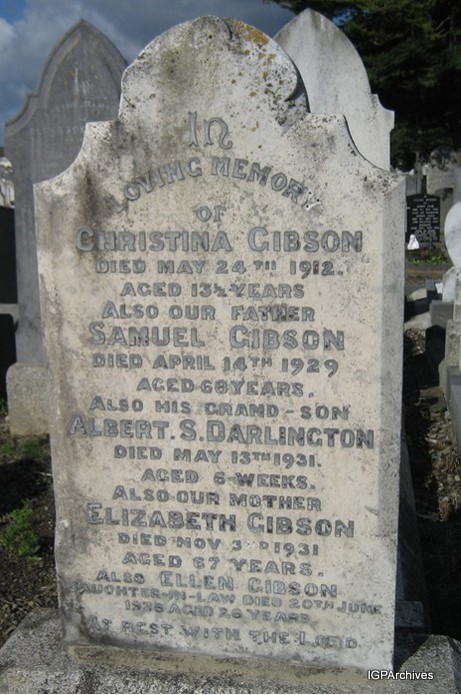 In
Loving Memory
of
Christina Gibson
Died May 24th 1912.
Aged 13½ Years
Also Our Father
Samuel Gibson
Died April 14th 1929
Aged 68 Years.
Also His Grand-Son
Albert. S. Darlington
Died May 13th 1931.
Aged 6 Weeks.
Also Our Mother
Elizabeth Gibson
Died Nov 3rd 1931
Aged 67 Years.
Also Ellen Gibson
Daughter-in-Law Died 20th June
Aged 26 Years
At Rest With the Lord
IGPArchives